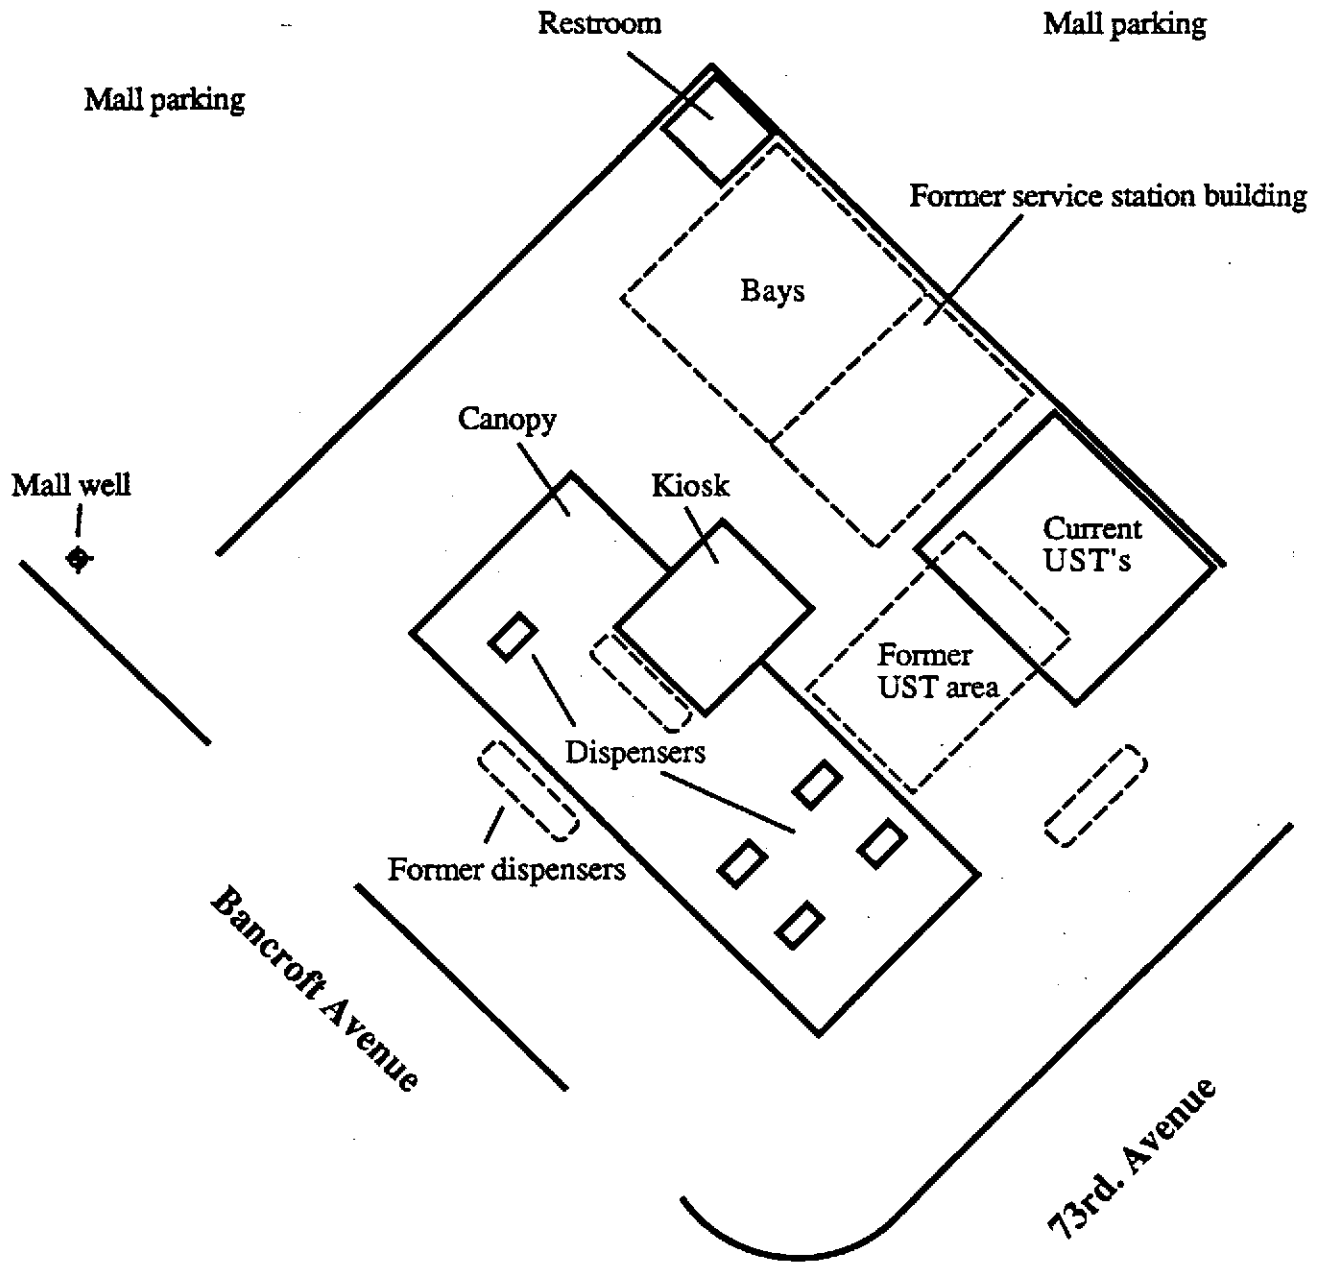 Restroom
Mall parking
Mall parking
Former service station building
Bays
Canopy
Mall well
Kiosk
Current
UST's
Former
UST area
Dispensers
Former dispensers
Bancroft Avenue
73rd. Avenue